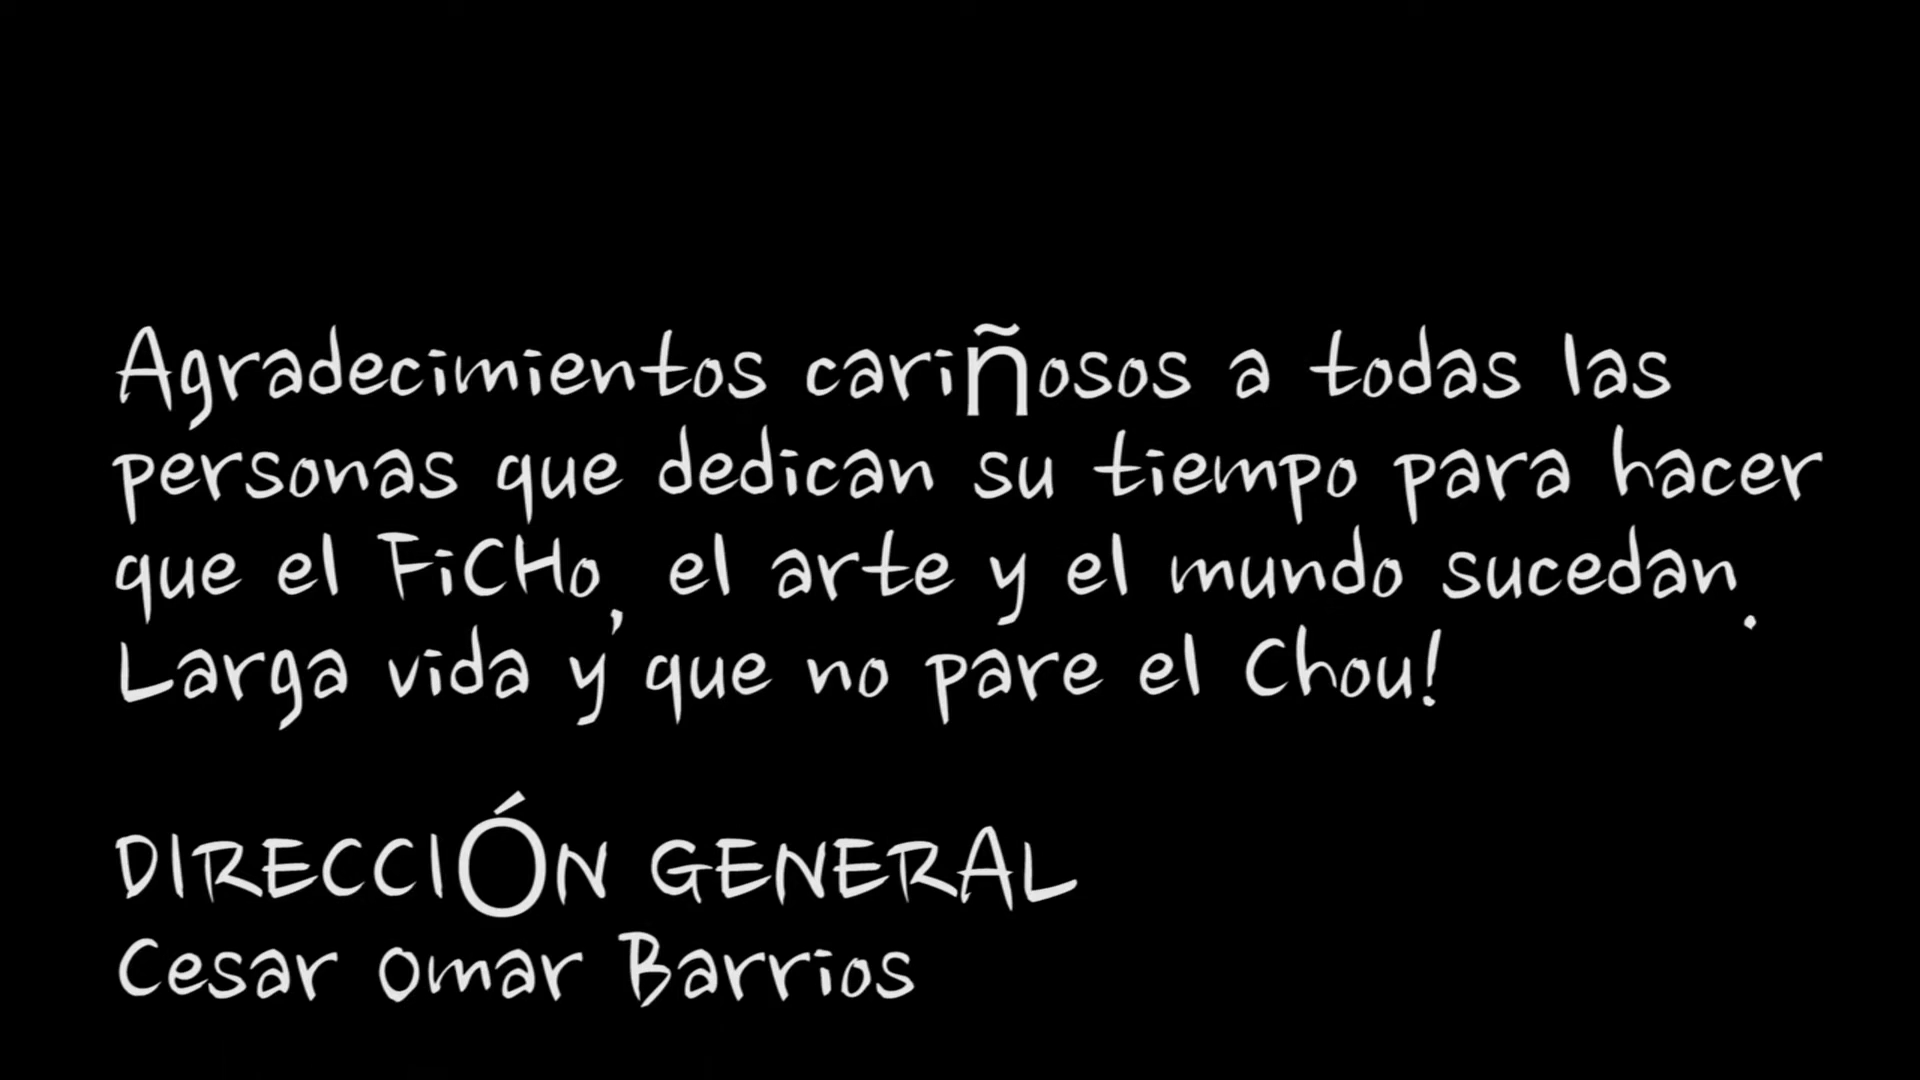 Agradecimientos cariñosos a todas las
personas que dedican su tiempo para hacer
que el FiCHo, el arte y el mundo sucedan.
Larga vida y que no pare el Chou!
DIRECCIÓN GENERAL
Cesar Omar Barrios